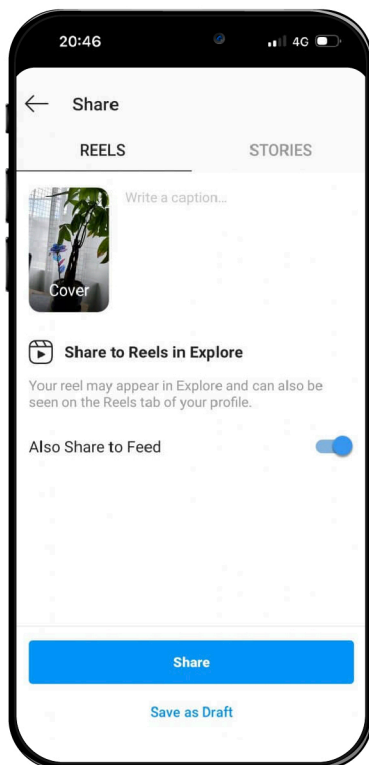 20:46 4G
Share
REELS STORIES
Write a caption...
Cover
Share to Reels in Explore
Your reel may appear in Explore and can also be
seen on the Reels tab of your profile.
Also Share to Feed
Share
Save as Draft